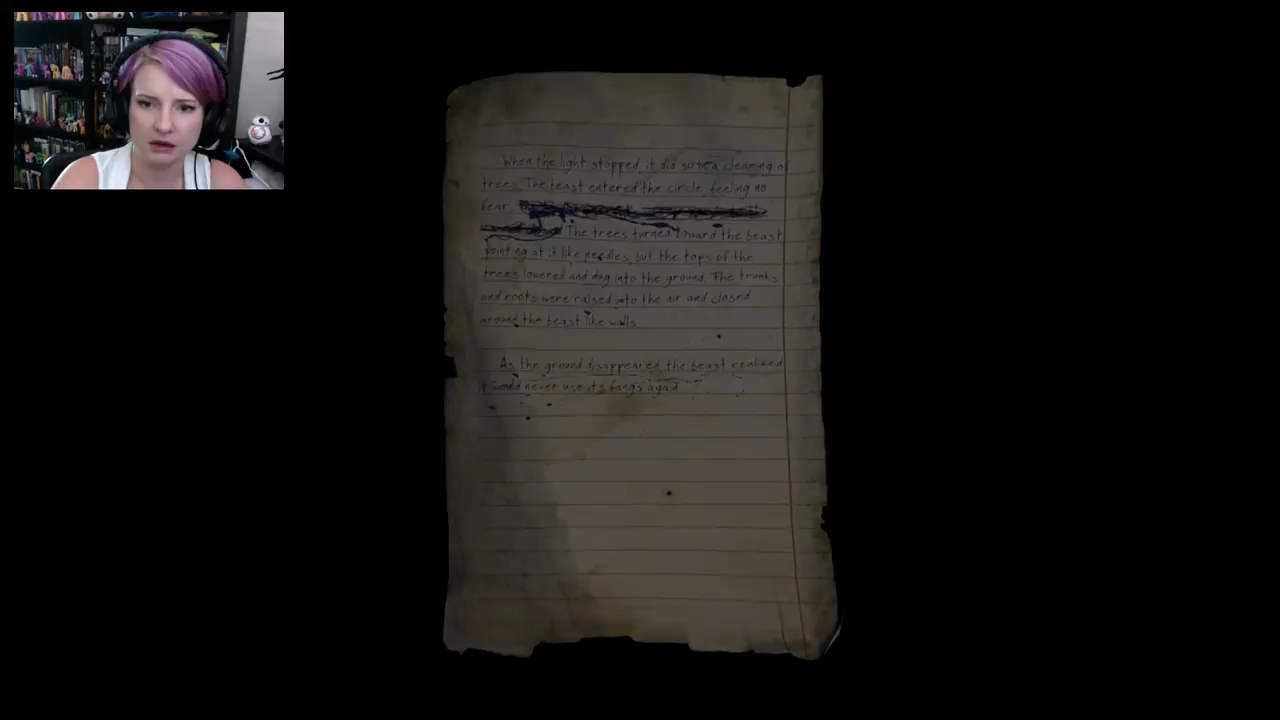 When the light stopped, it did so in a clearing of
trees. The beast entered the circle, feeling no
fear.
The trees turned toward the beast
pointing at it like needles, but the tops of the
trees lowered and dug into the ground. The trunks
and roots were raised into the air and closed
around the beast like walls.
As the ground disappeared the beast realized
it would never use its fangs again